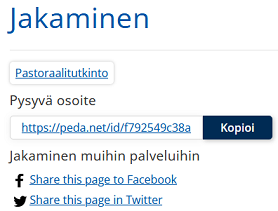 Jakaminen
Pastoraalitutkinto
Pysyvä osoite
https://peda.net/id/f792549c38a Kopioi
Jakaminen muihin palveluihin
Share this page to Facebook
Share this page in Twitter